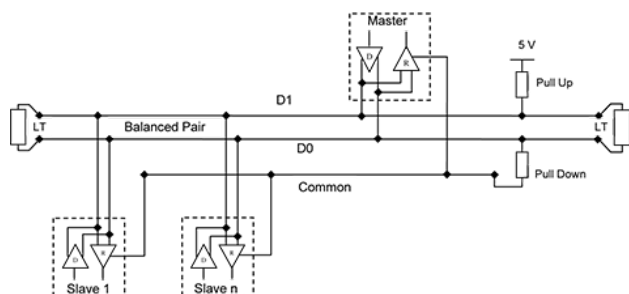 Master
D
R
5 V
Pull Up
D1
LT
Balanced Pair
LT
D0
Pull Down
Common
D
R
D
R
Slave 1
Slave n